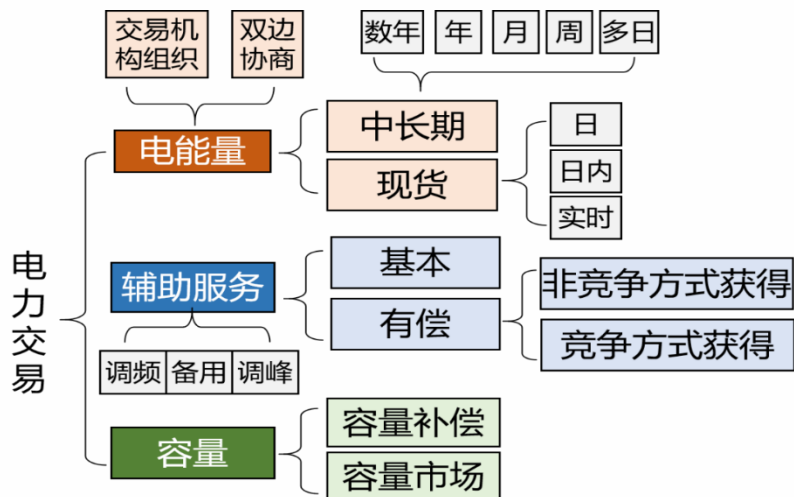 交易机
构组织
双边
协商
数年
年
月
周
多日
电能量
中长期
现货
日
日内
实时
电力交易
辅助服务
基本
有偿
非竞争方式获得
竞争方式获得
调频
备用
调峰
容量
容量补偿
容量市场